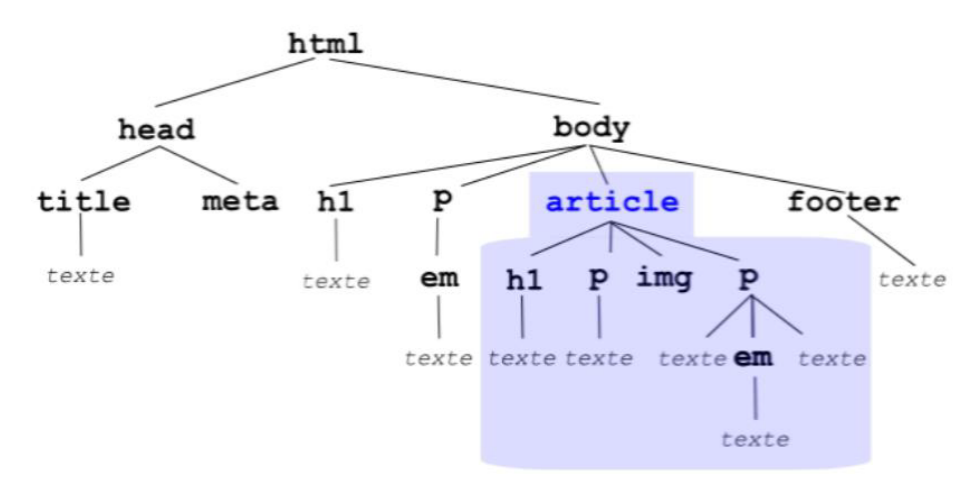 html
head body
title meta h1 p article footer
texte texte em h1 p img p texte
texte texte texte texte em texte
texte